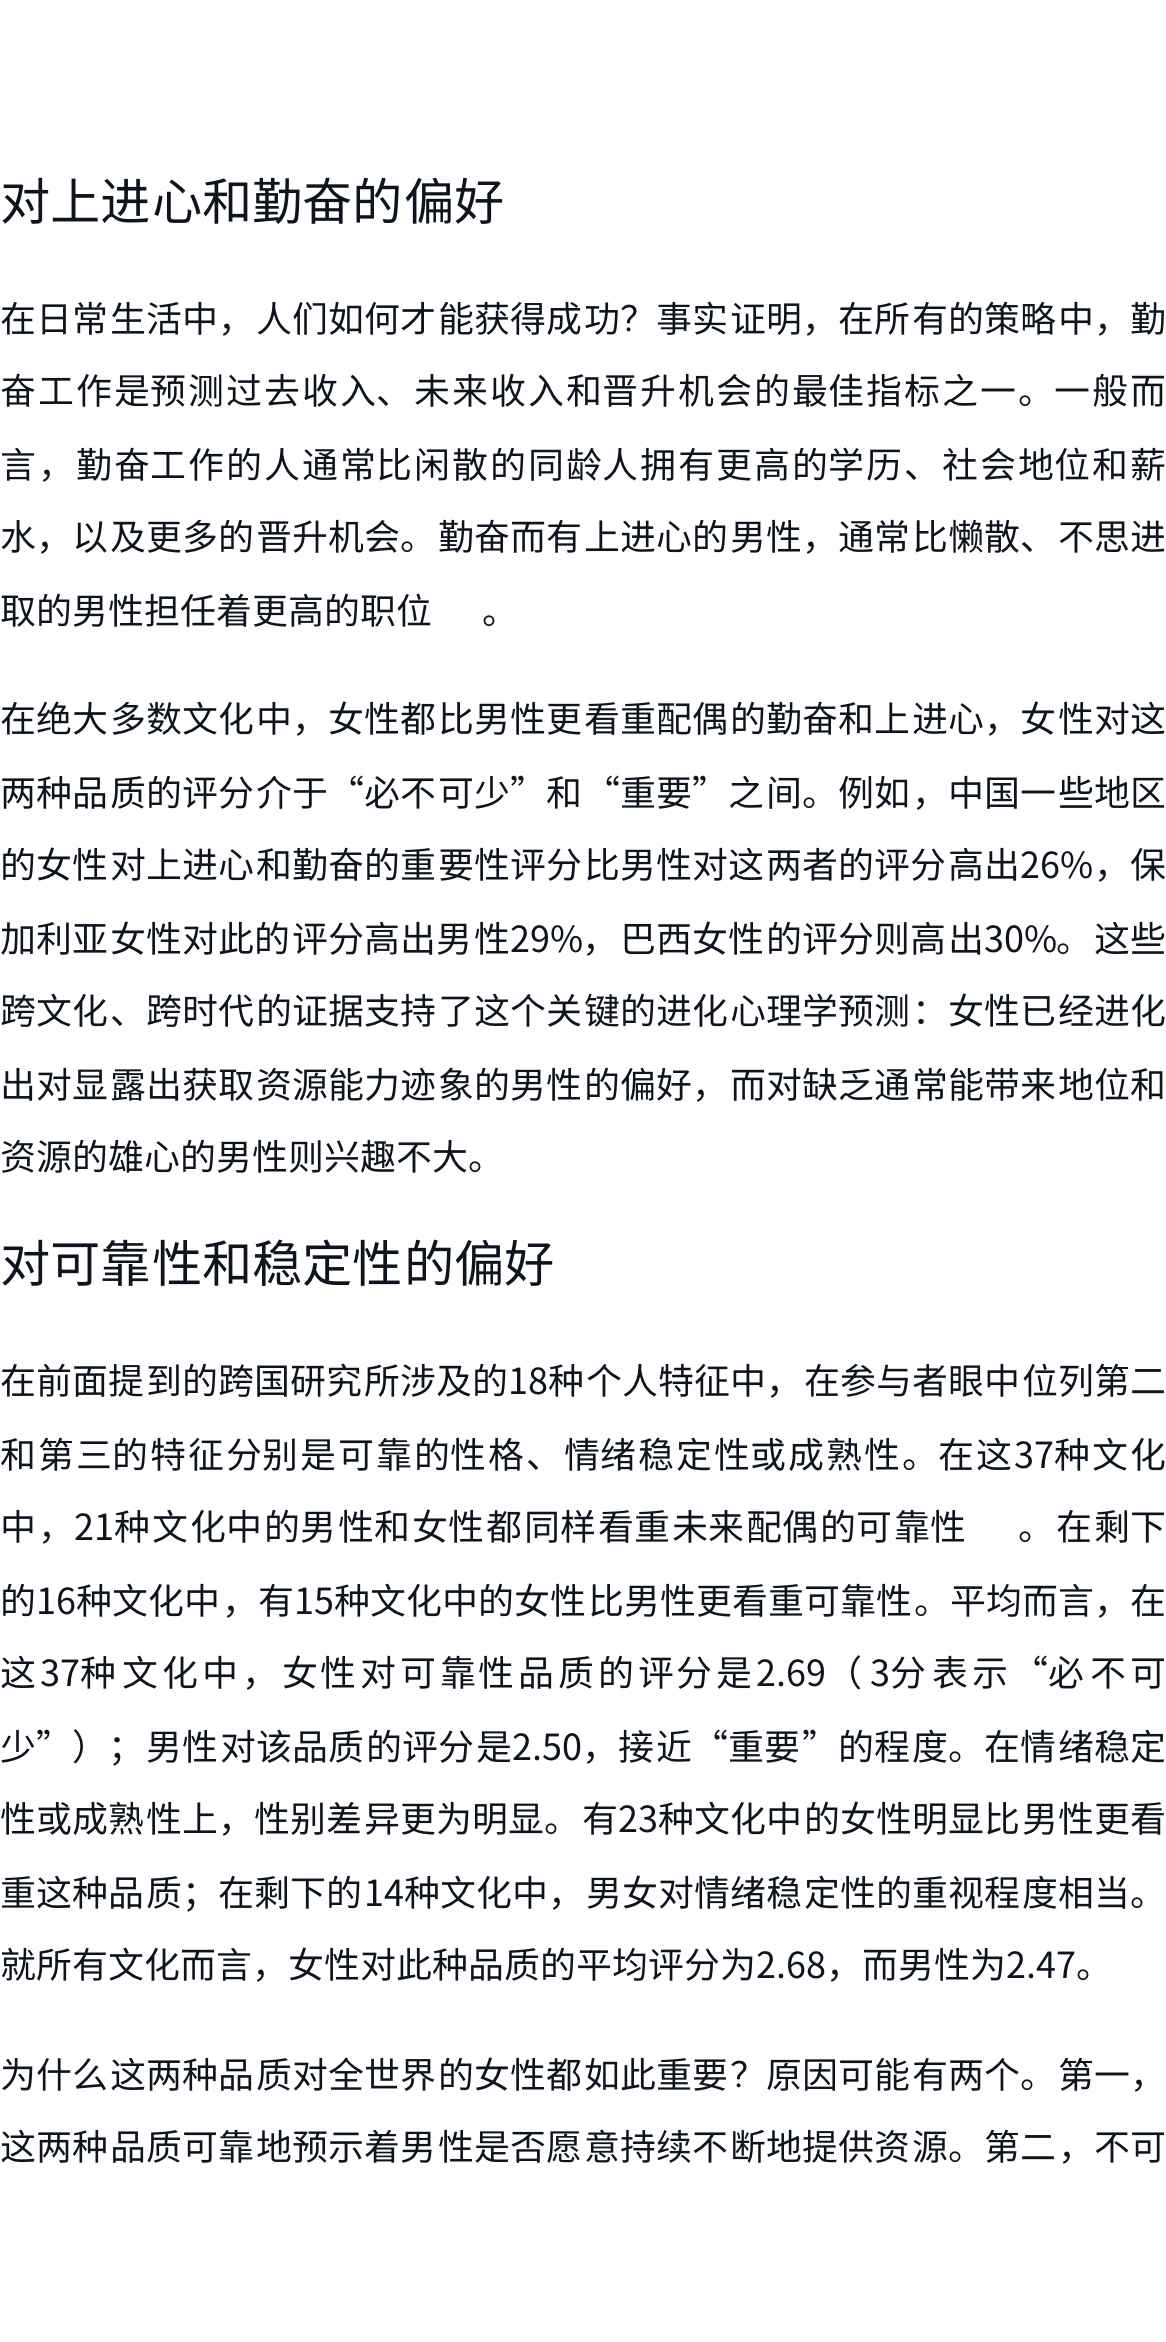 对上进心和勤奋的偏好
在日常生活中，人们如何才能获得成功？事实证明，在所有的策略中，勤
奋工作是预测过去收入、未来收入和晋升机会的最佳指标之一。一般而
言，勤奋工作的人通常比闲散的同龄人拥有更高的学历、社会地位和薪
水，以及更多的晋升机会。勤奋而有上进心的男性，通常比懒散、不思进
取的男性担任着更高的职位 。
在绝大多数文化中，女性都比男性更看重配偶的勤奋和上进心，女性对这
两种品质的评分介于“必不可少”和“重要”之间。例如，中国一些地区
的女性对上进心和勤奋的重要性评分比男性对这两者的评分高出26%，保
加利亚女性对此的评分高出男性29%，巴西女性的评分则高出30%。这些
跨文化、跨时代的证据支持了这个关键的进化心理学预测：女性已经进化
出对显露出获取资源能力迹象的男性的偏好，而对缺乏通常能带来地位和
资源的雄心的男性则兴趣不大。
对可靠性和稳定性的偏好
在前面提到的跨国研究所涉及的18种个人特征中，在参与者眼中位列第二
和第三的特征分别是可靠的性格、情绪稳定性或成熟性。在这37种文化
中，21种文化中的男性和女性都同样看重未来配偶的可靠性 。在剩下
的16种文化中，有15种文化中的女性比男性更看重可靠性。平均而言，在
这37种文化中，女性对可靠性品质的评分是2.69（3分表示“必不可
少”）；男性对该品质的评分是2.50，接近“重要”的程度。在情绪稳定
性或成熟性上，性别差异更为明显。有23种文化中的女性明显比男性更看
重这种品质；在剩下的14种文化中，男女对情绪稳定性的重视程度相当。
就所有文化而言，女性对此种品质的平均评分为2.68，而男性为2.47。
为什么这两种品质对全世界的女性都如此重要？原因可能有两个。第一，
这两种品质可靠地预示着男性是否愿意持续不断地提供资源。第二，不可